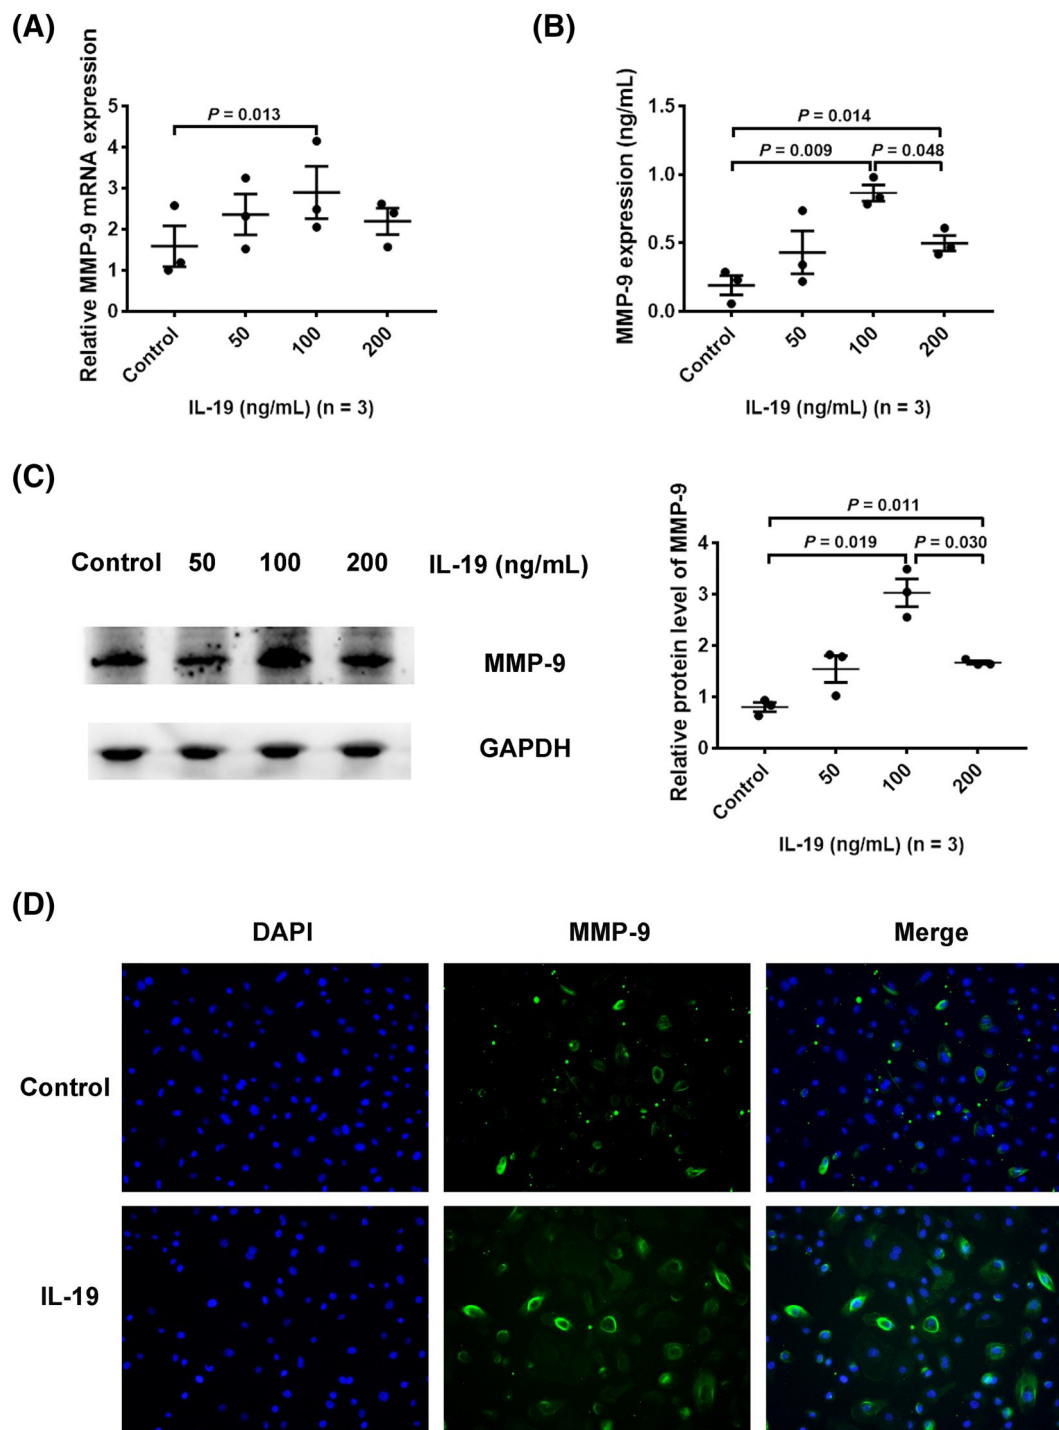 (A)
Relative MMP-9 mRNA expression
5
4
3
2
1
0
P = 0.013
Control
50
100
200
IL-19 (ng/mL) (n = 3)
(B)
MMP-9 expression (ng/mL)
1.5
1.0
0.5
0.0
P = 0.014
P = 0.009
P = 0.048
Control
50
100
200
IL-19 (ng/mL) (n = 3)
(C)
Control 50 100 200 IL-19 (ng/mL)
MMP-9
GAPDH
Relative protein level of MMP-9
4
3
2
1
0
P = 0.011
P = 0.019
P = 0.030
Control
50
100
200
IL-19 (ng/mL) (n = 3)
(D)
DAPI MMP-9 Merge
Control
IL-19